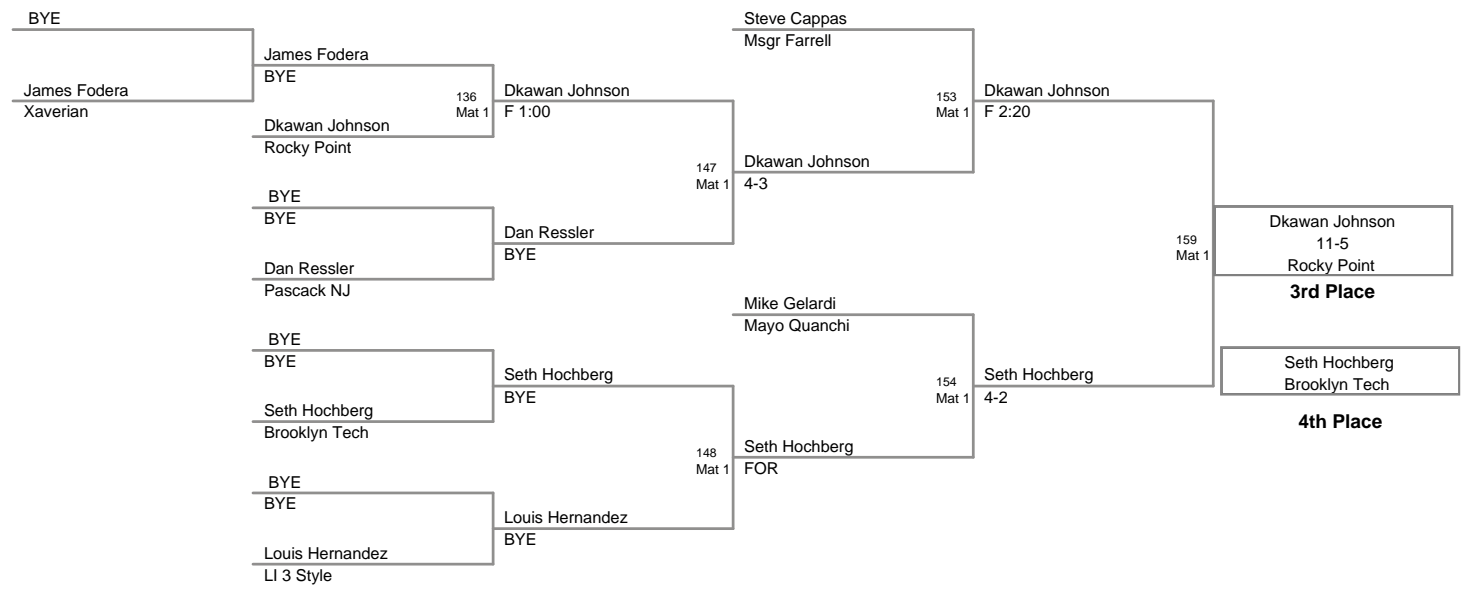 BYE
James Fodera
Xaverian
James Fodera
BYE
Dkawan Johnson
Rocky Point
BYE
BYE
Dan Ressler
Pascack NJ
BYE
BYE
Seth Hochberg
Brooklyn Tech
BYE
BYE
Louis Hernandez
LI 3 Style
136
Mat 1
Dkawan Johnson
F 1:00
Dan Ressler
BYE
Seth Hochberg
BYE
Louis Hernandez
BYE
147
Mat 1
148
Mat 1
Steve Cappas
Msgr Farrell
Dkawan Johnson
4-3
Mike Gelardi
Mayo Quanchi
Seth Hochberg
FOR
153
Mat 1
154
Mat 1
Dkawan Johnson
F 2:20
Seth Hochberg
4-2
159
Mat 1
Dkawan Johnson
11-5
Rocky Point
3rd Place
Seth Hochberg
Brooklyn Tech
4th Place